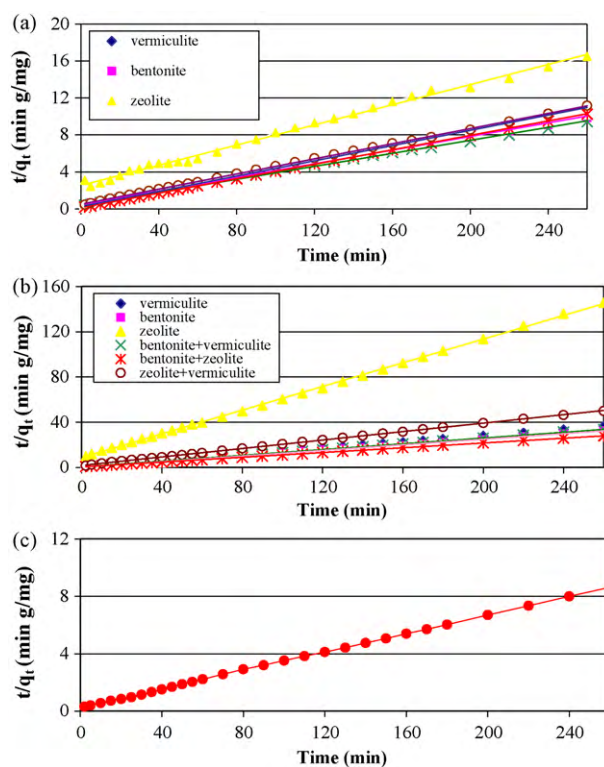 (a)
t/qt (min g/mg)
20
16
12
8
4
0
vermiculite
bentonite
zeolite
0 40 80 120 160 200 240
Time (min)
(b)
t/qt (min g/mg)
160
120
80
40
0
vermiculite
bentonite
zeolite
bentonite+vermiculite
bentonite+zeolite
zeolite+vermiculite
0 40 80 120 160 200 240
Time (min)
(c)
t/qt (min g/mg)
12
8
4
0
0 40 80 120 160 200 240
Time (min)